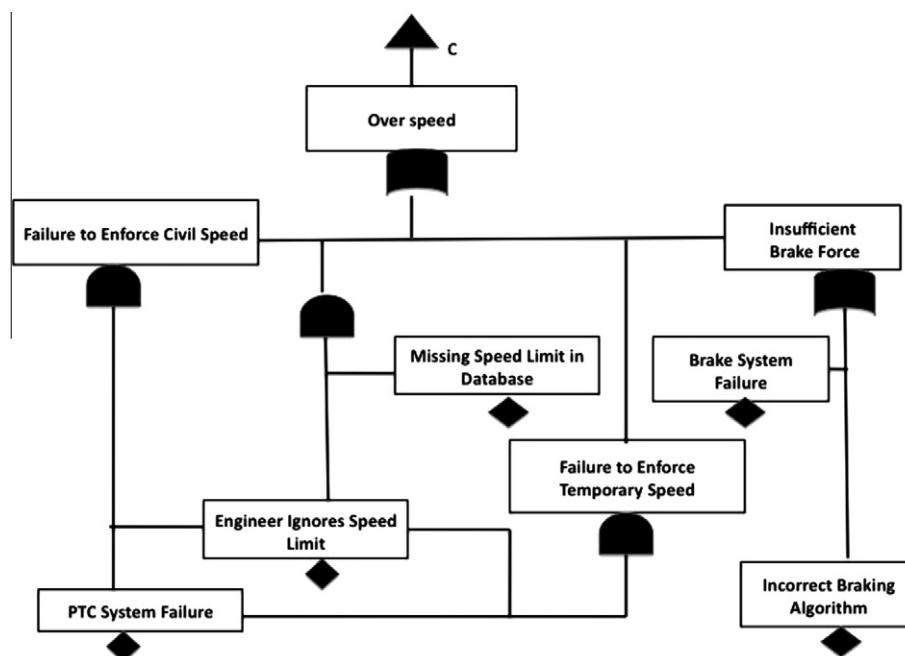 C
Over speed
Failure to Enforce Civil Speed
Insufficient
Brake Force
Missing Speed Limit in
Database
Brake System
Failure
Failure to Enforce
Temporary Speed
Engineer Ignores Speed
Limit
PTC System Failure
Incorrect Braking
Algorithm